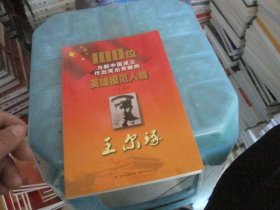 100位
为新中国成立
作出突出贡献的
英雄模范人物
王尔琢